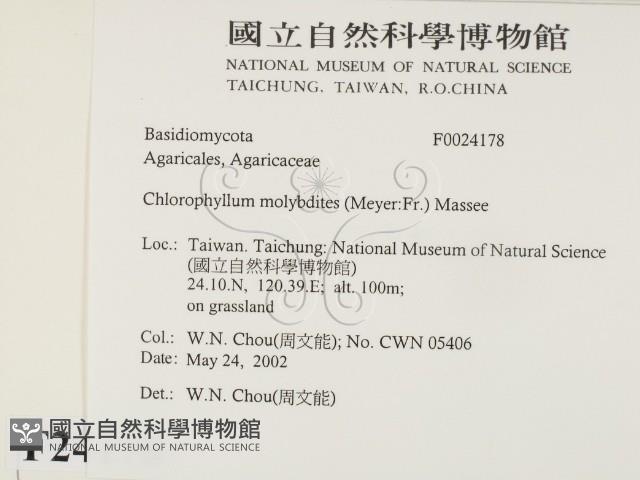 國立自然科學博物館
NATIONAL MUSEUM OF NATURAL SCIENCE
TAICHUNG, TAIWAN, R.O.CHINA
Basidiomycota F0024178
Agaricales, Agaricaceae
Chlorophyllum molybdites (Meyer:Fr.) Massee
Loc.: Taiwan. Taichung: National Museum of Natural Science
(國立自然科學博物館)
24.10.N, 120.39.E; alt. 100m;
on grassland
Col.: W.N. Chou(周文能); No. CWN 05406
Date: May 24, 2002
Det.: W.N. Chou(周文能)
國立自然科學博物館
NATIONAL MUSEUM OF NATURAL SCIENCE